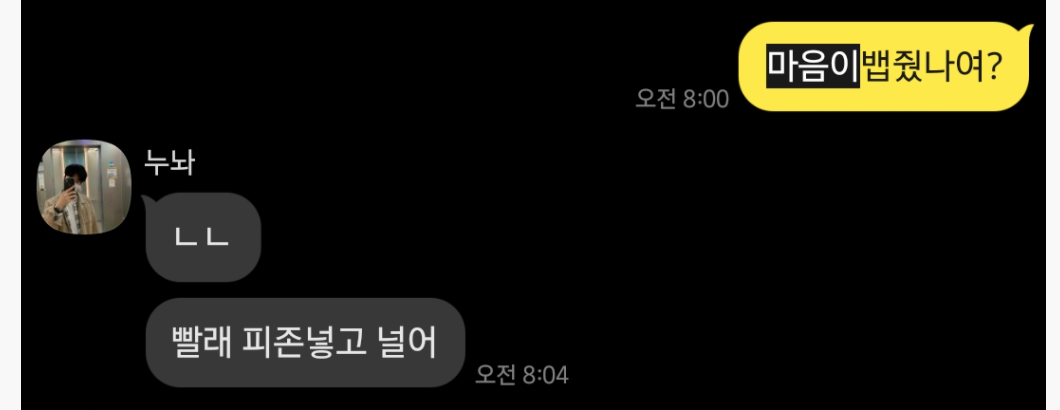 마음이뱁줬나여?
오전 8:00
누놔
ㄴㄴ
빨래 피존넣고 널어
오전 8:04